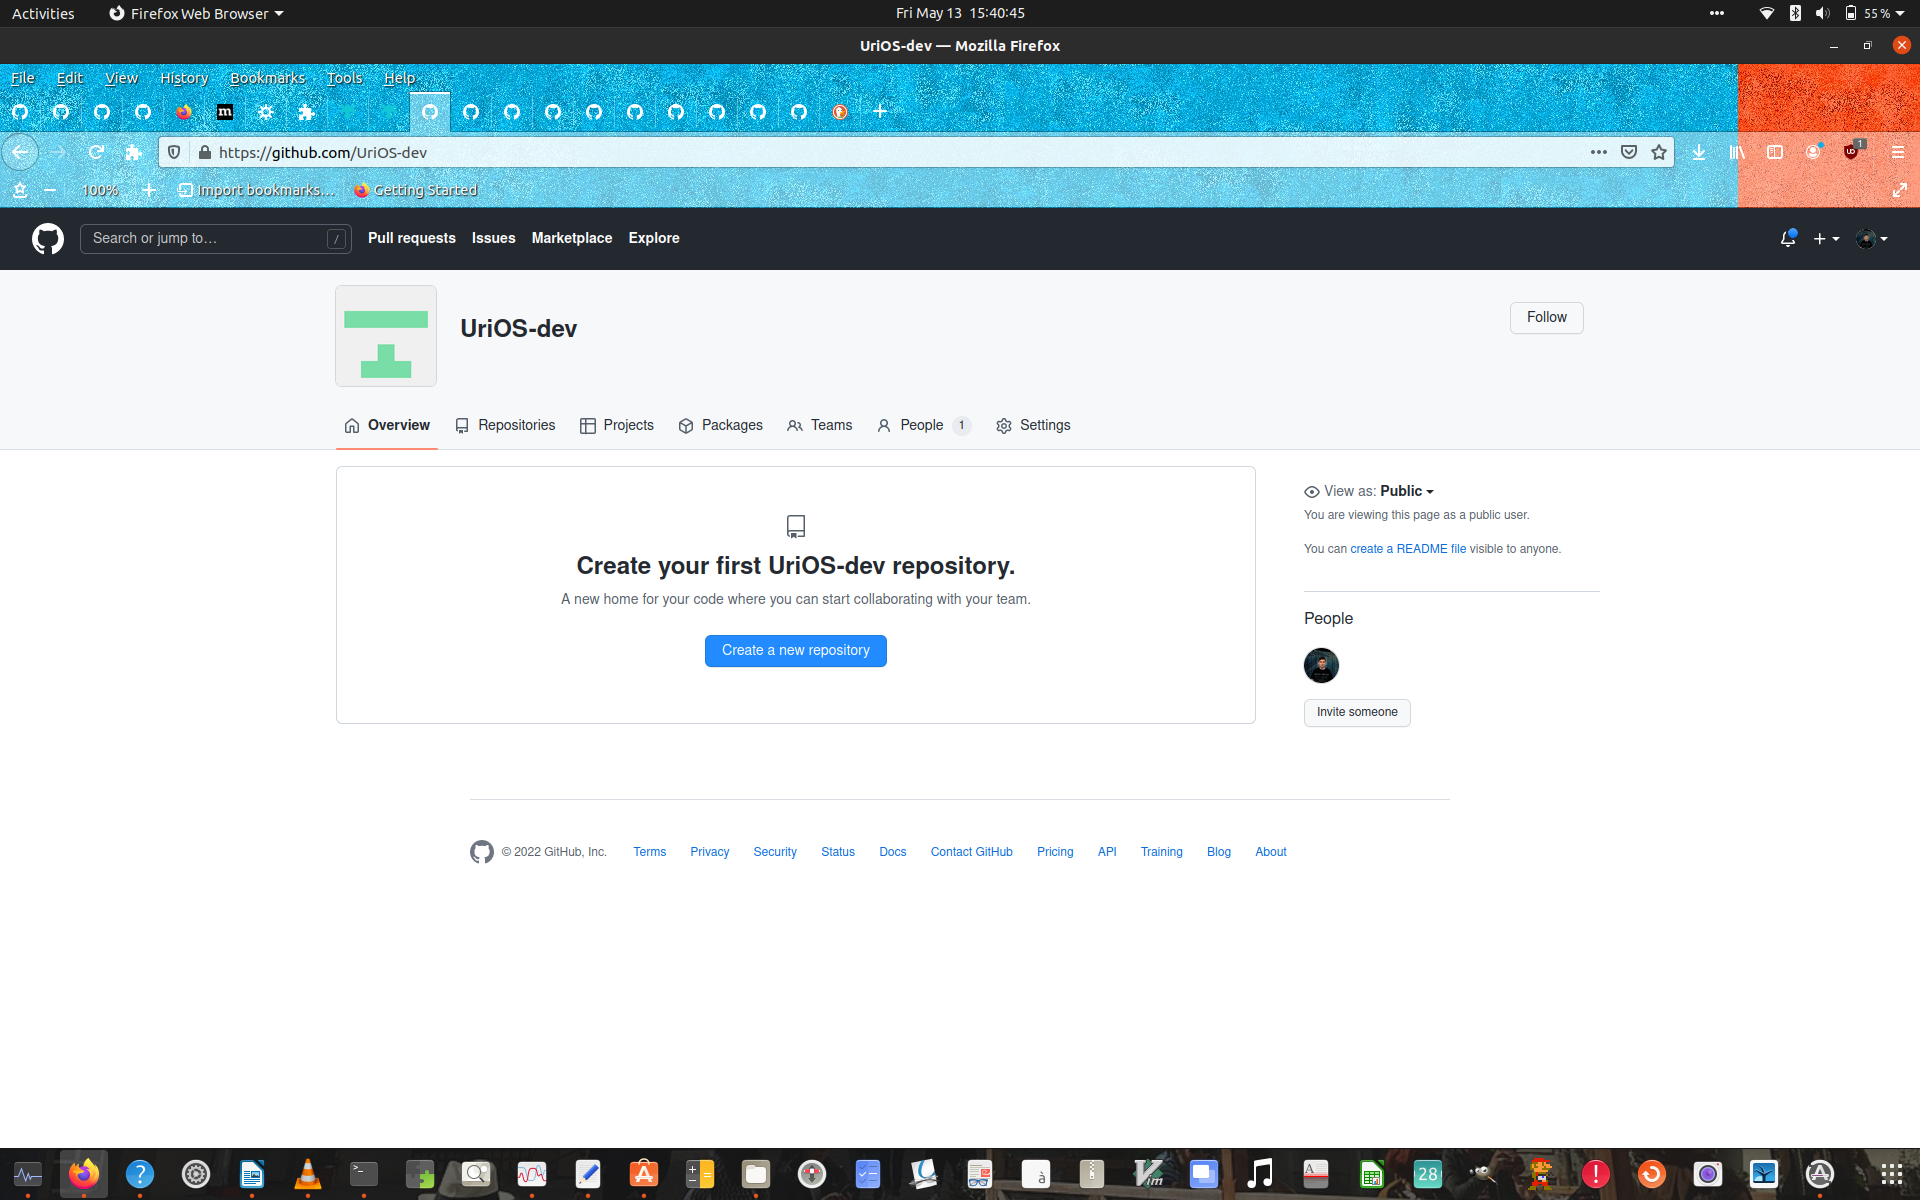 Activities Firefox Web Browser Fri May 13 15:40:45 55 %
UriOS-dev — Mozilla Firefox
File Edit View History Bookmarks Tools Help
https://github.com/UriOS-dev 1
100% Import bookmarks... Getting Started
Search or jump to... / Pull requests Issues Marketplace Explore
UriOS-dev
Follow
Overview Repositories Projects Packages Teams People 1 Settings
View as: Public
You are viewing this page as a public user.
You can create a README file visible to anyone.
Create your first UriOS-dev repository.
A new home for your code where you can start collaborating with your team.
Create a new repository
People
Invite someone
© 2022 GitHub, Inc. Terms Privacy Security Status Docs Contact GitHub Pricing API Training Blog About
28